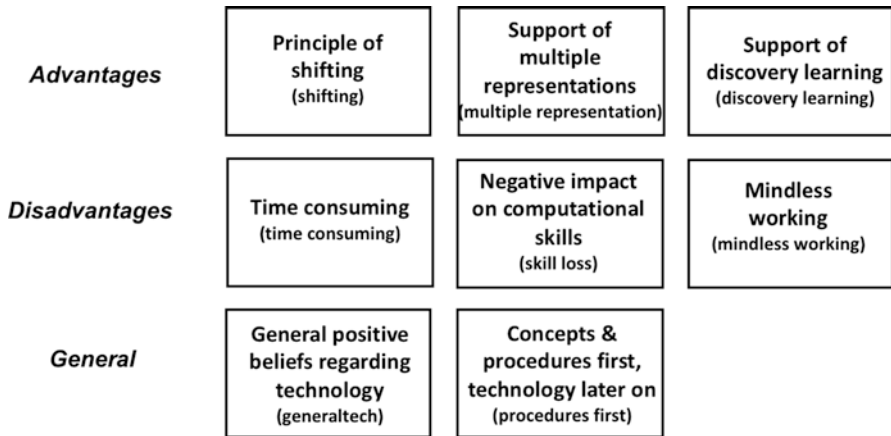 Advantages
Principle of
shifting
(shifting)
Support of
multiple
representations
(multiple representation)
Support of
discovery learning
(discovery learning)
Disadvantages
Time consuming
(time consuming)
Negative impact
on computational
skills
(skill loss)
Mindless
working
(mindless working)
General
General positive
beliefs regarding
technology
(generaltech)
Concepts &
procedures first,
technology later on
(procedures first)